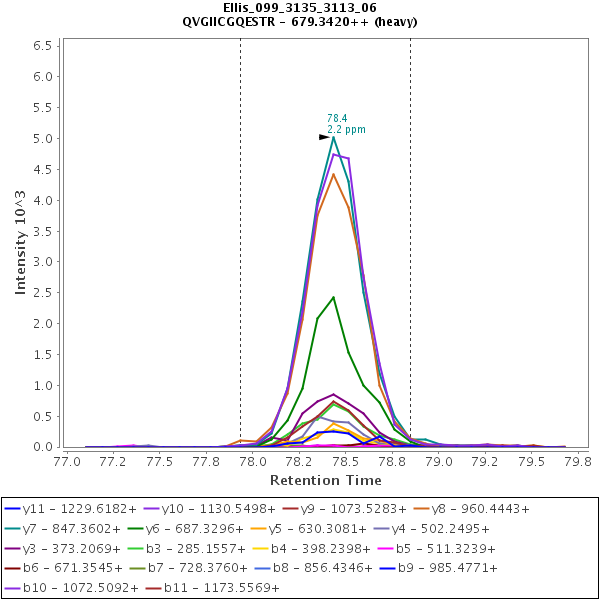 Ellis_099_3135_3113_06
QVGIICGQESTR - 679.3420++ (heavy)
6.5
6.0
5.5
5.0
4.5
4.0
3.5
3.0
2.5
2.0
1.5
1.0
0.5
0.0
Intensity 10^3
78.4
2.2 ppm
77.0 77.2 77.5 77.8 78.0 78.2 78.5 78.8 79.0 79.2 79.5 79.8
Retention Time
y11 - 1229.6182+ y10 - 1130.5498+ y9 - 1073.5283+ y8 - 960.4443+
y7 - 847.3602+ y6 - 687.3296+ y5 - 630.3081+ y4 - 502.2495+
y3 - 373.2069+ b3 - 285.1557+ b4 - 398.2398+ b5 - 511.3239+
b6 - 671.3545+ b7 - 728.3760+ b8 - 856.4346+ b9 - 985.4771+
b10 - 1072.5092+ b11 - 1173.5569+